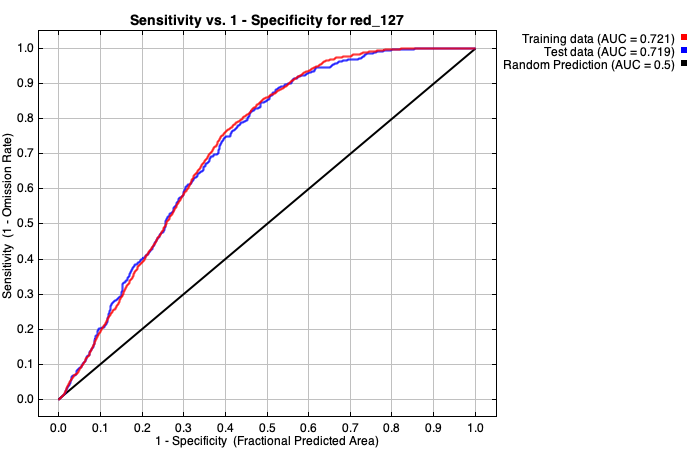 Sensitivity vs. 1 - Specificity for red_127
Training data (AUC = 0.721)
Test data (AUC = 0.719)
Random Prediction (AUC = 0.5)
Sensitivity (1 - Omission Rate)
1.0
0.9
0.8
0.7
0.6
0.5
0.4
0.3
0.2
0.1
0.0
0.0 0.1 0.2 0.3 0.4 0.5 0.6 0.7 0.8 0.9 1.0
1 - Specificity (Fractional Predicted Area)